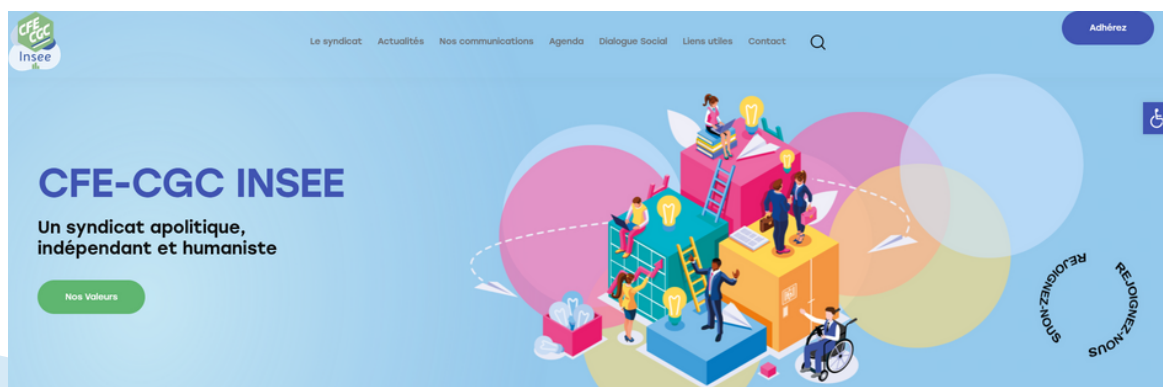 CFE
CGC
Insee
Le syndicat Actualités Nos communications Agenda Dialogue Social Liens utiles Contact
Adhérez
CFE-CGC INSEE
Un syndicat apolitique,
indépendant et humaniste
Nos Valeurs
REJOIGNEZ-NOUS
REJOIGNEZ-NOUS